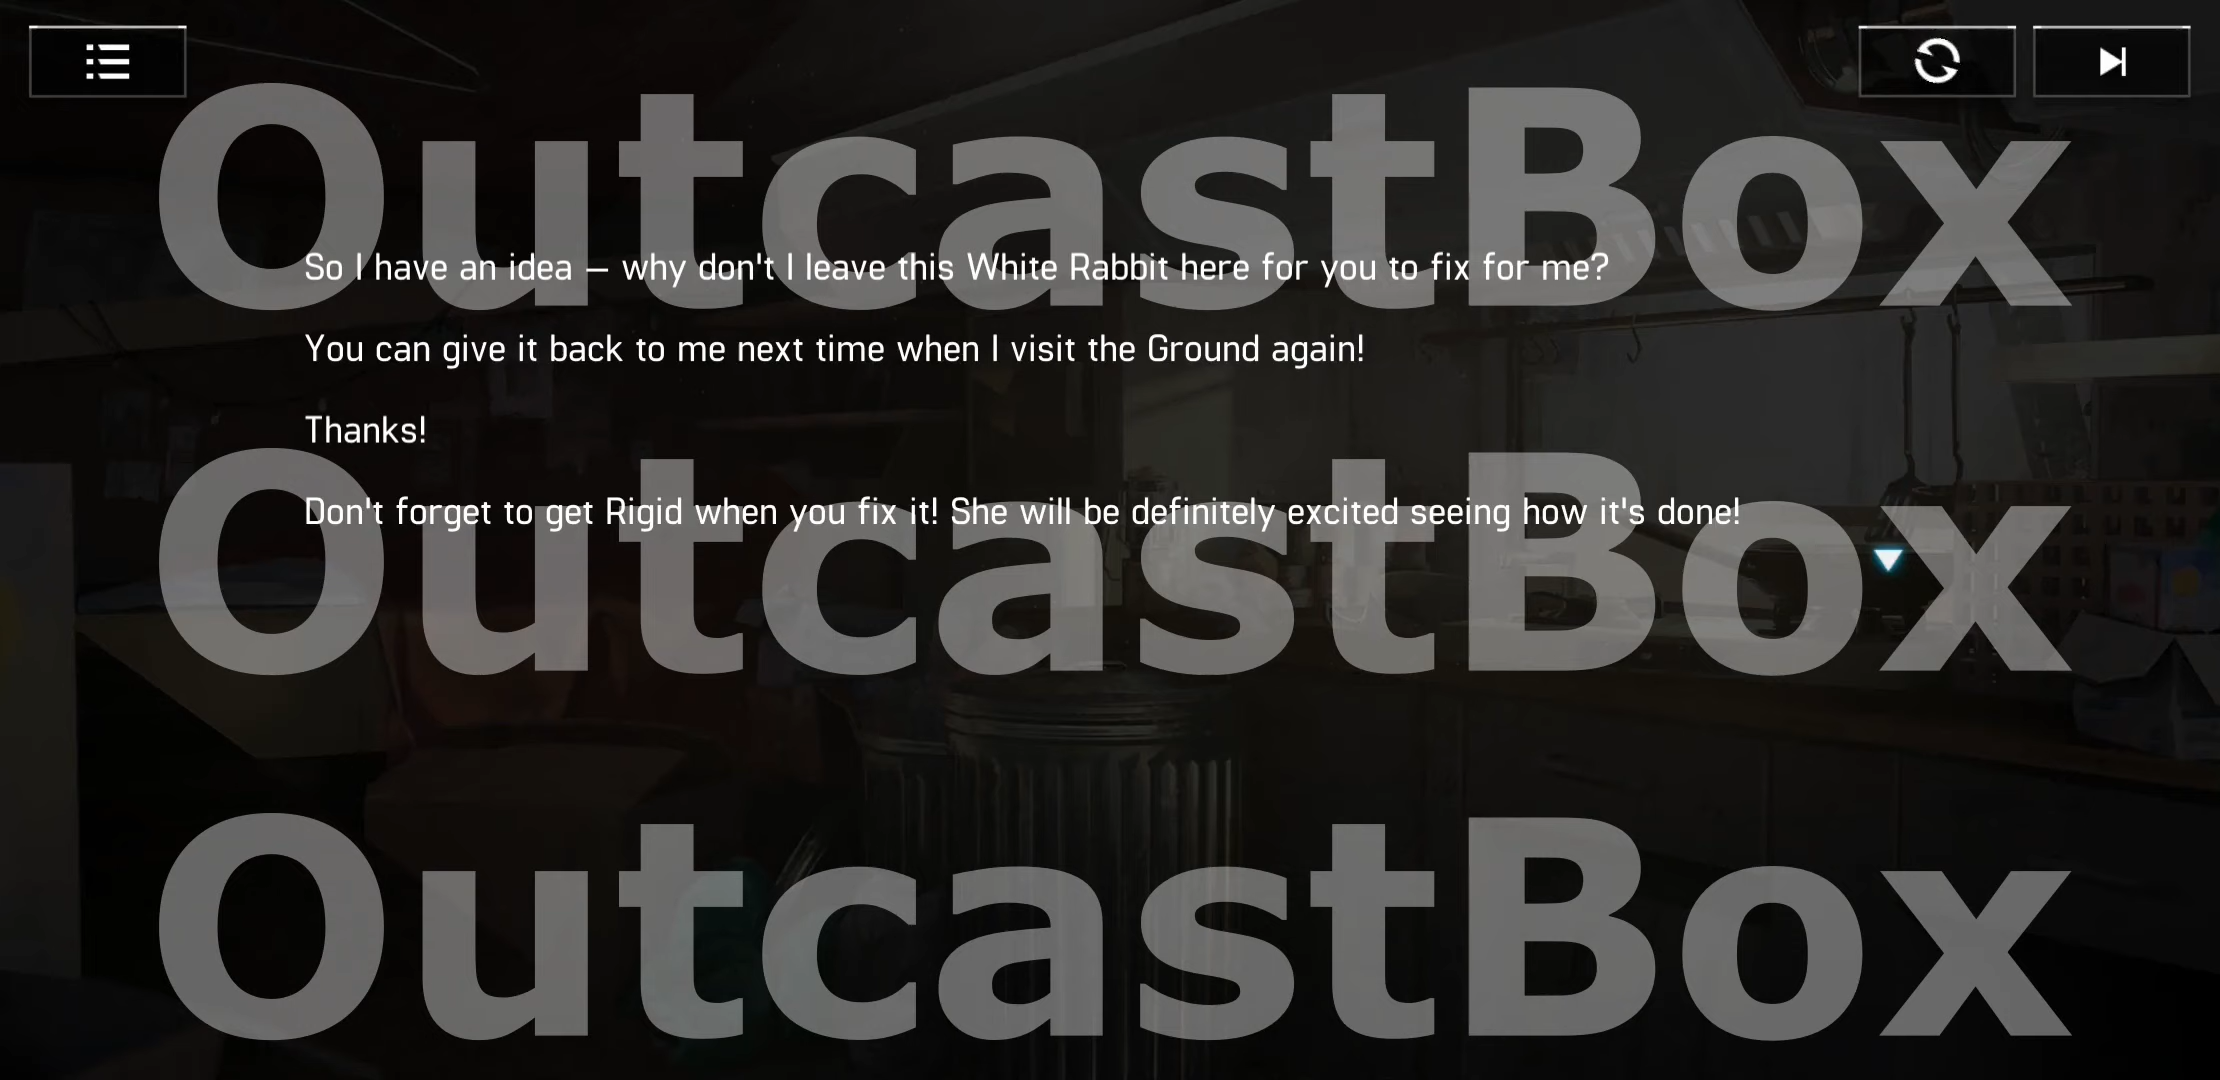 OutcastBox
So I have an idea — why don't I leave this White Rabbit here for you to fix for me?
You can give it back to me next time when I visit the Ground again!
Thanks!
OutcastBox
Don't forget to get Rigid when you fix it! She will be definitely excited seeing how it's done!
OutcastBox